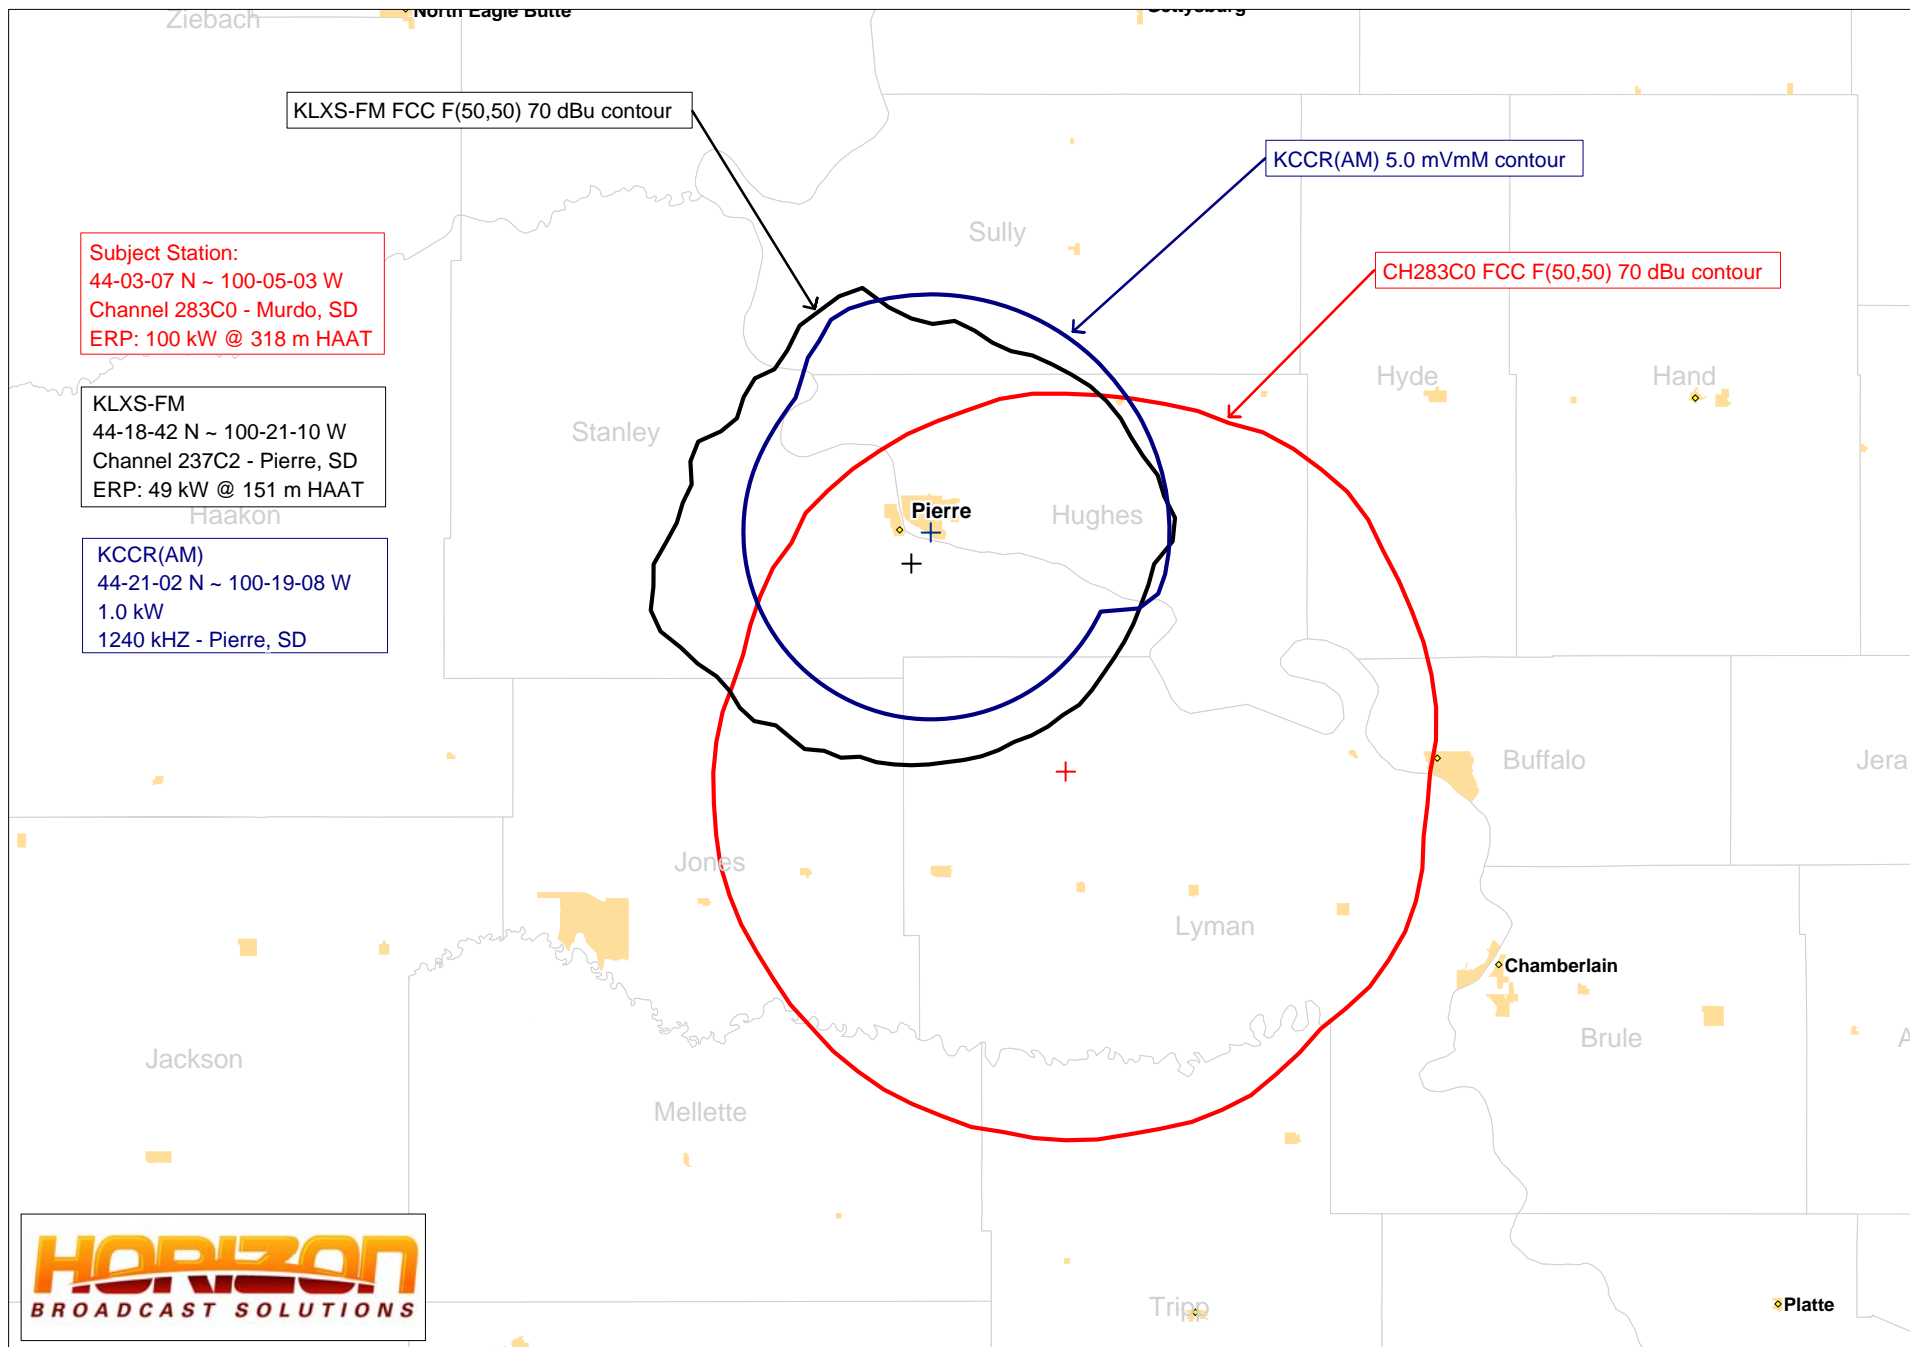 Ziebach
North Eagle Butte
Gettysburg
KLXS-FM FCC F(50,50) 70 dBu contour
KCCR(AM) 5.0 mVmM contour
Sully
CH283C0 FCC F(50,50) 70 dBu contour
Subject Station:
44-03-07 N ~ 100-05-03 W
Channel 283C0 - Murdo, SD
ERP: 100 kW @ 318 m HAAT
KLXS-FM
44-18-42 N ~ 100-21-10 W
Channel 237C2 - Pierre, SD
ERP: 49 kW @ 151 m HAAT
Stanley
Hyde
Hand
Haakon
Pierre
Hughes
KCCR(AM)
44-21-02 N ~ 100-19-08 W
1.0 kW
1240 kHZ - Pierre, SD
Buffalo
Jera
Jones
Lyman
Chamberlain
Brule
A
Jackson
Mellette
Tripp
Platte
HORIZON
BROADCAST SOLUTIONS